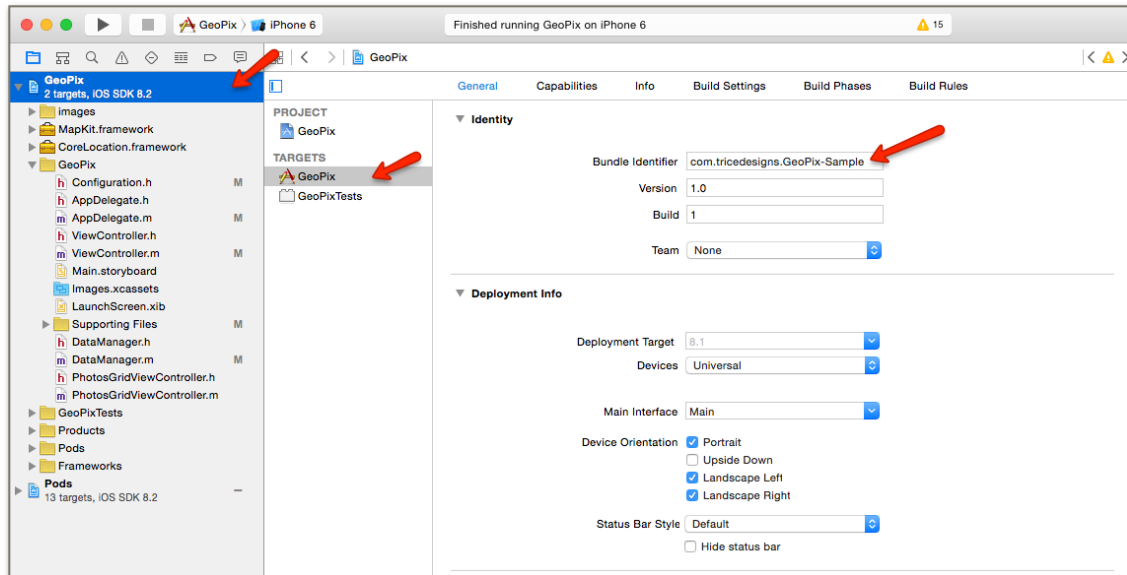 GeoPix
iPhone 6
Finished running GeoPix on iPhone 6
15
GeoPix
GeoPix
2 targets, iOS SDK 8.2
images
MapKit.framework
CoreLocation.framework
GeoPix
Configuration.h M
AppDelegate.h
AppDelegate.m M
ViewController.h
ViewController.m M
Main.storyboard
Images.xcassets
LaunchScreen.xib
Supporting Files M
DataManager.h
DataManager.m M
PhotosGridViewController.h
PhotosGridViewController.m
GeoPixTests
Products
Pods
Frameworks
Pods
13 targets, iOS SDK 8.2
PROJECT
GeoPix
TARGETS
GeoPix
GeoPixTests
General Capabilities Info Build Settings Build Phases Build Rules
Identity
Bundle Identifier com.tricedesigns.GeoPix-Sample
Version 1.0
Build 1
Team None
Deployment Info
Deployment Target 8.1
Devices Universal
Main Interface Main
Device Orientation Portrait
Upside Down
Landscape Left
Landscape Right
Status Bar Style Default
Hide status bar